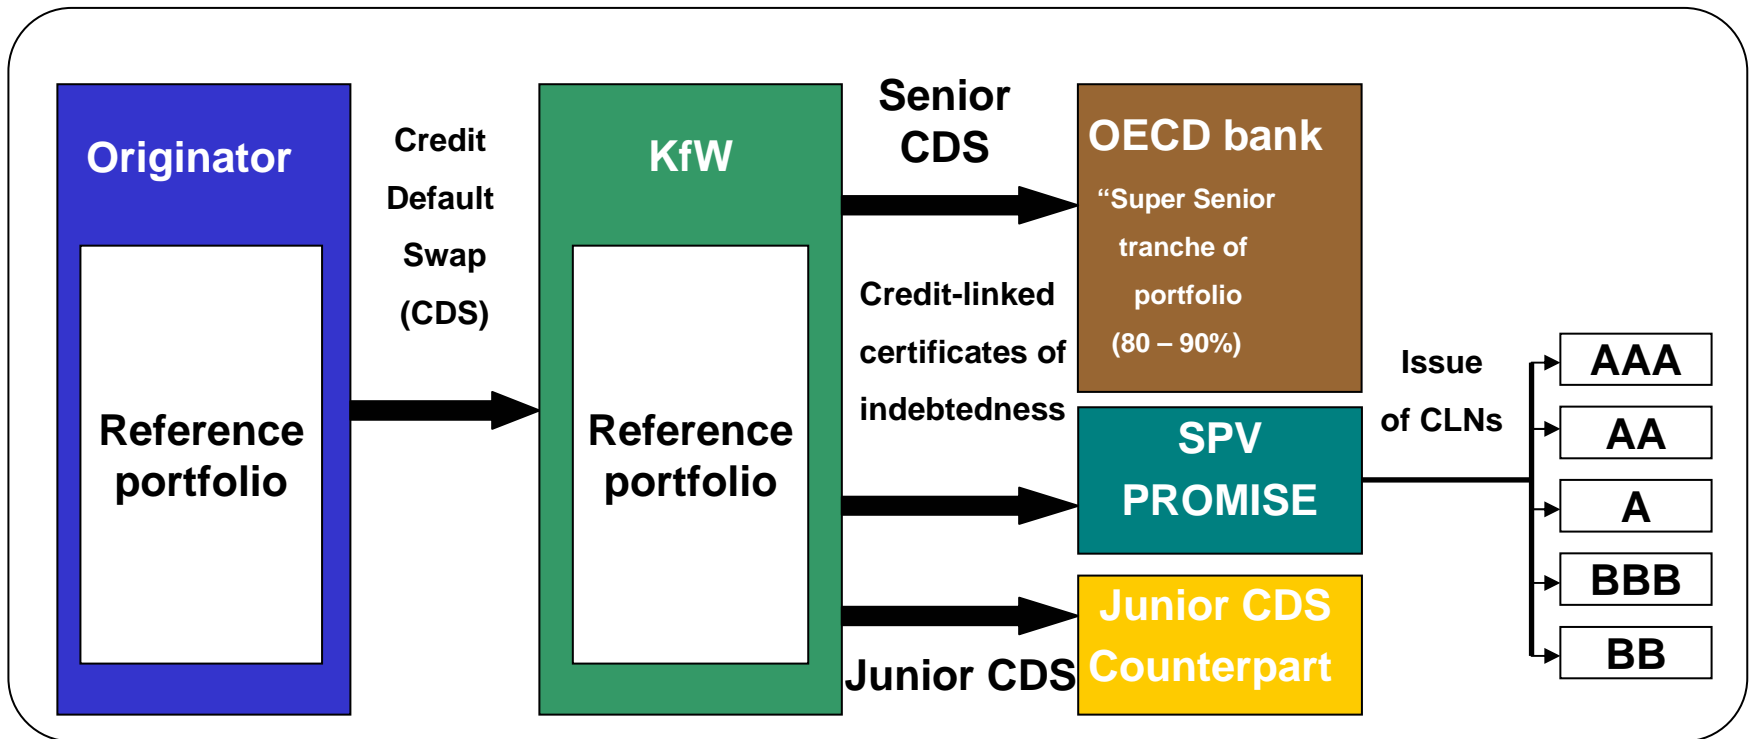 Originator
Reference
portfolio
Credit
Default
Swap
(CDS)
KfW
Reference
portfolio
Senior
CDS
Credit-linked
certificates of
indebtedness
Junior CDS
OECD bank
“Super Senior
tranche of
portfolio
(80 – 90%)
SPV
PROMISE
Junior CDS
Counterpart
Issue
of CLNs
AAA
AA
A
BBB
BB